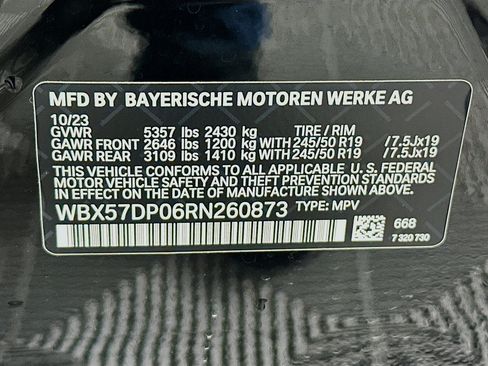 MFD BY BAYERISCHE MOTOREN WERKE AG
10/23
GVWR 5357 lbs 2430 kg TIRE / RIM
GAWR FRONT 2646 lbs 1200 kg WITH 245/50 R19 / 7.5Jx19
GAWR REAR 3109 lbs 1410 kg WITH 245/50 R19 / 7.5Jx19
THIS VEHICLE CONFORMS TO ALL APPLICABLE U. S. FEDERAL
MOTOR VEHICLE SAFETY AND THEFT PREVENTION STANDARDS
IN EFFECT ON THE DATE OF MANUFACTURE SHOWN ABOVE.
WBX57DP06RN260873 TYPE: MPV
668
7 320 730